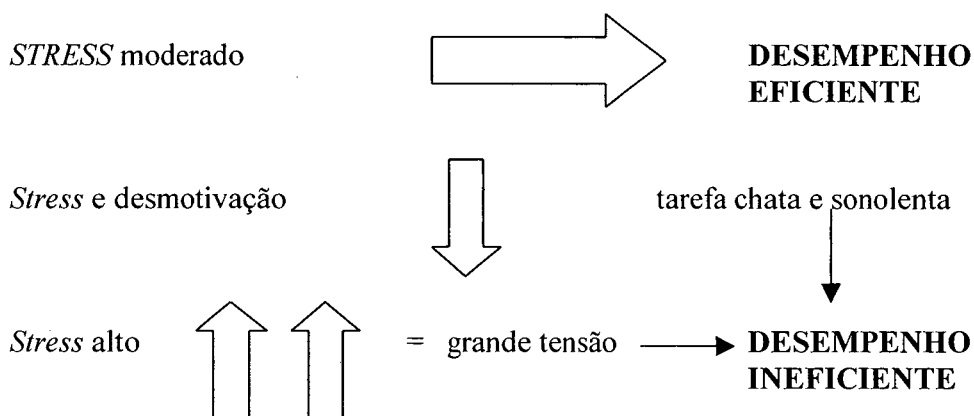 STRESS moderado DESEMPENHO
EFICIENTE
Stress e desmotivação tarefa chata e sonolenta
Stress alto = grande tensão DESEMPENHO
INEFICIENTE